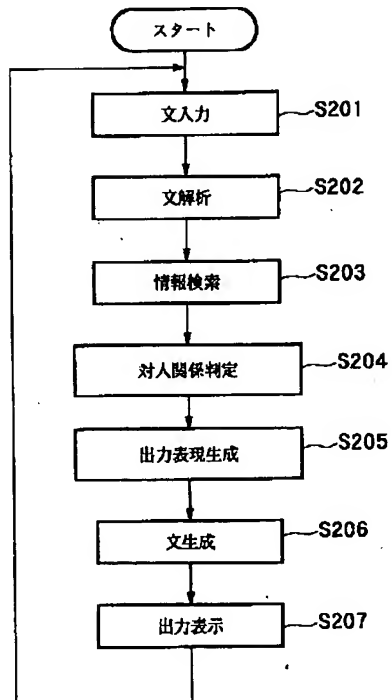 スタート
文入力 S201
文解析 S202
情報検索 S203
対人関係判定 S204
出力表現生成 S205
文生成 S206
出力表示 S207